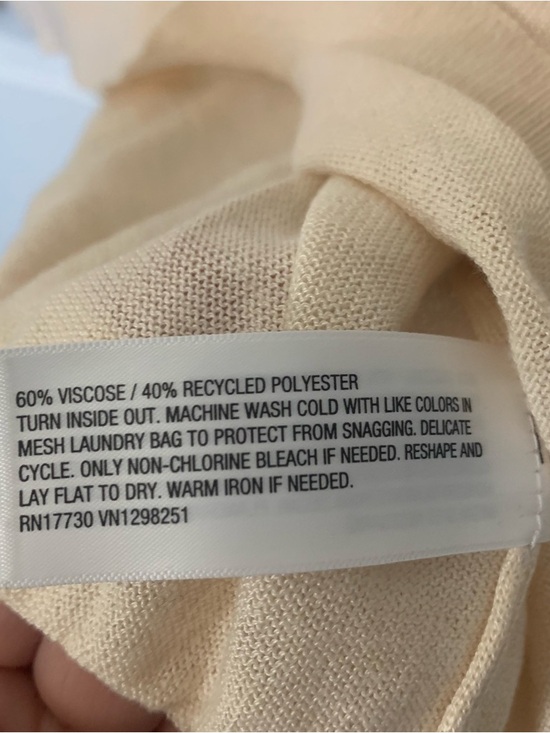 60% VISCOSE / 40% RECYCLED POLYESTER
TURN INSIDE OUT. MACHINE WASH COLD WITH LIKE COLORS IN
MESH LAUNDRY BAG TO PROTECT FROM SNAGGING. DELICATE
CYCLE. ONLY NON-CHLORINE BLEACH IF NEEDED. RESHAPE AND
LAY FLAT TO DRY. WARM IRON IF NEEDED.
RN17730 VN1298251